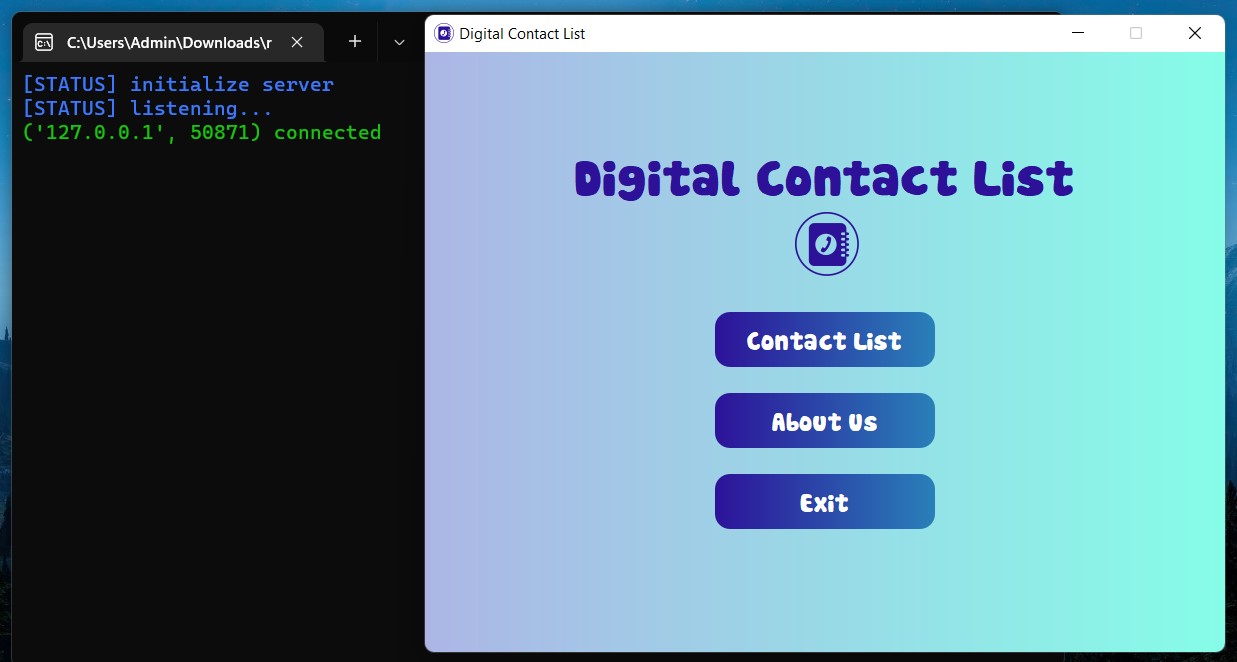 C:\Users\Admin\Downloads\r
[STATUS] initialize server
[STATUS] listening...
('127.0.0.1', 50871) connected
Digital Contact List
Digital Contact List
Contact List
About Us
Exit